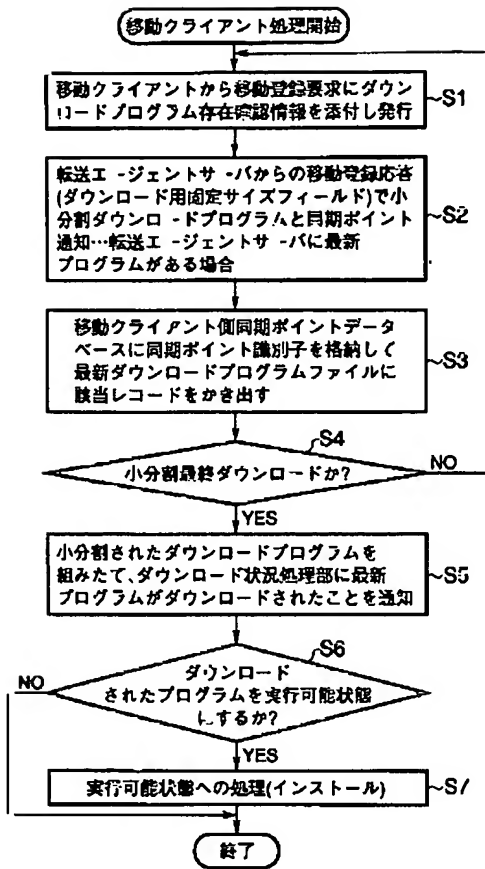 移動クライアント処理開始
移動クライアントから移動登録要求にダウン
ロードプログラム存在確認情報を添付し発行
S1
転送エ-ジェントサ-バからの移動登録応答
(ダウンロード用固定サイズフィールド)で小
分割ダウンロ-ドプログラムと同期ポイント
通知…転送エ-ジェントサ-バに最新
プログラムがある場合
S2
移動クライアント側同期ポイントデータ
ベースに同期ポイント識別子を格納して
最新ダウンロードプログラムファイルに
該当レコードをかき出す
S3
S4
小分割最終ダウンロードか?
NO
YES
小分割されたダウンロードプログラムを
組みたて、ダウンロード状況処理部に最新
プログラムがダウンロードされたことを通知
S5
S6
ダウンロード
されたプログラムを実行可能状態
にするか?
NO
YES
実行可能状態への処理(インストール)
S7
終了